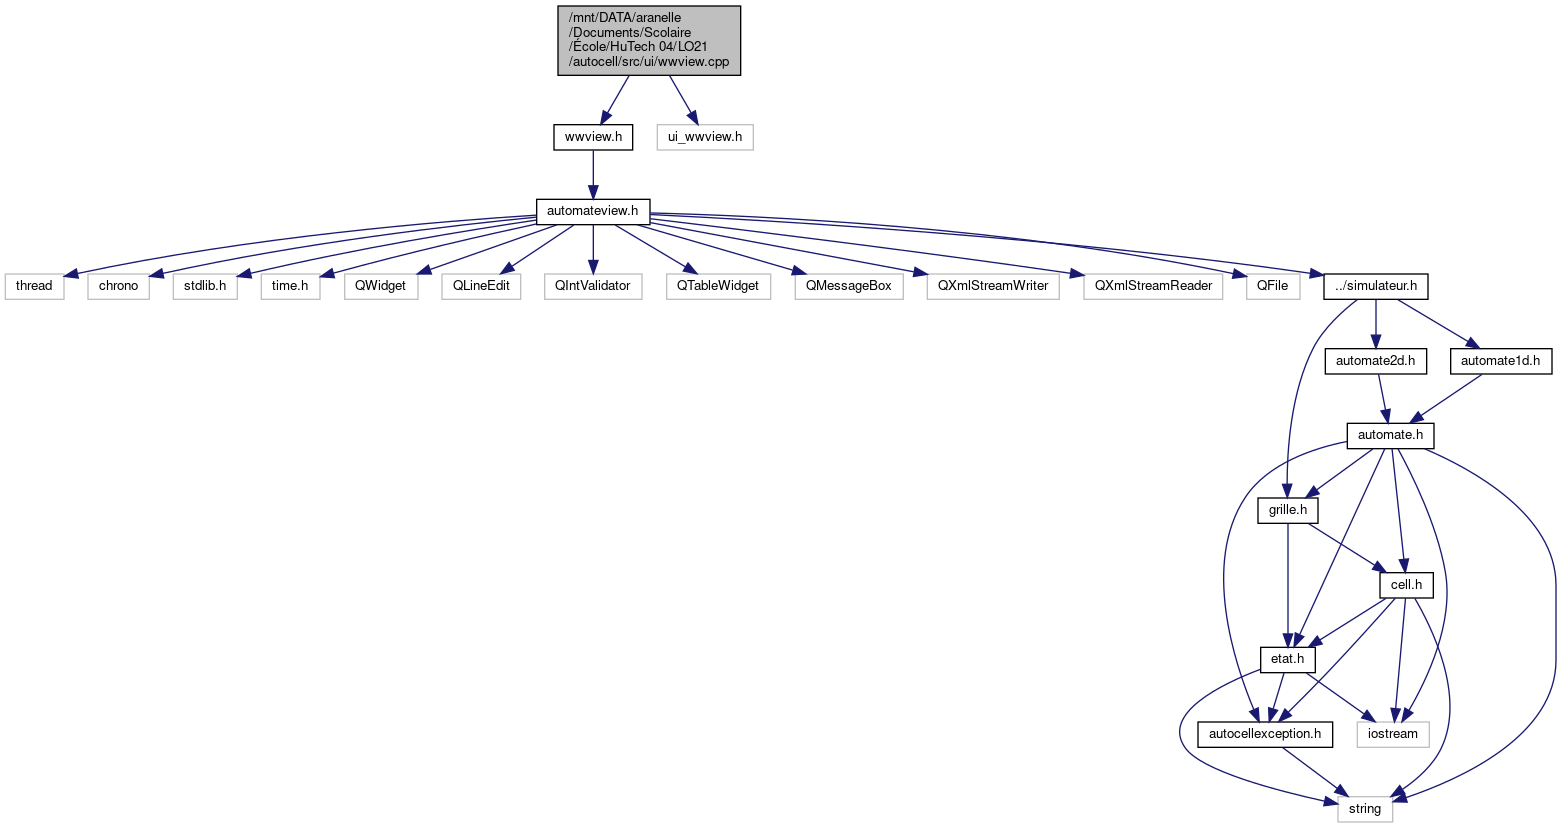 /mnt/DATA/aranelle
/Documents/Scolaire
/École/HuTech 04/LO21
/autocell/src/ui/wwview.cpp
wwview.h
ui_wwview.h
automateview.h
thread
chrono
stdlib.h
time.h
QWidget
QLineEdit
QIntValidator
QTableWidget
QMessageBox
QXmlStreamWriter
QXmlStreamReader
QFile
../simulateur.h
automate2d.h
automate1d.h
automate.h
grille.h
cell.h
etat.h
autocellexception.h
iostream
string